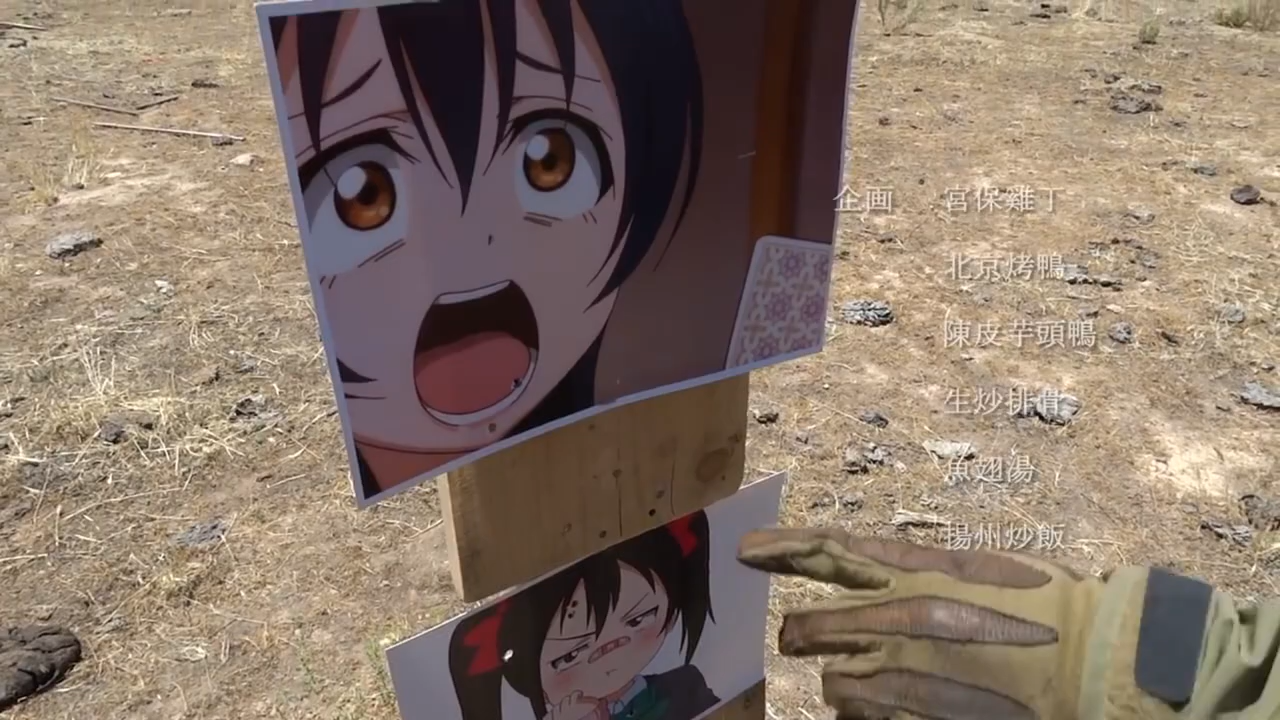 企画 宮保雞丁
北京烤鴨
陳皮芋頭鴨
生炒排骨
魚翅湯
揚州炒飯